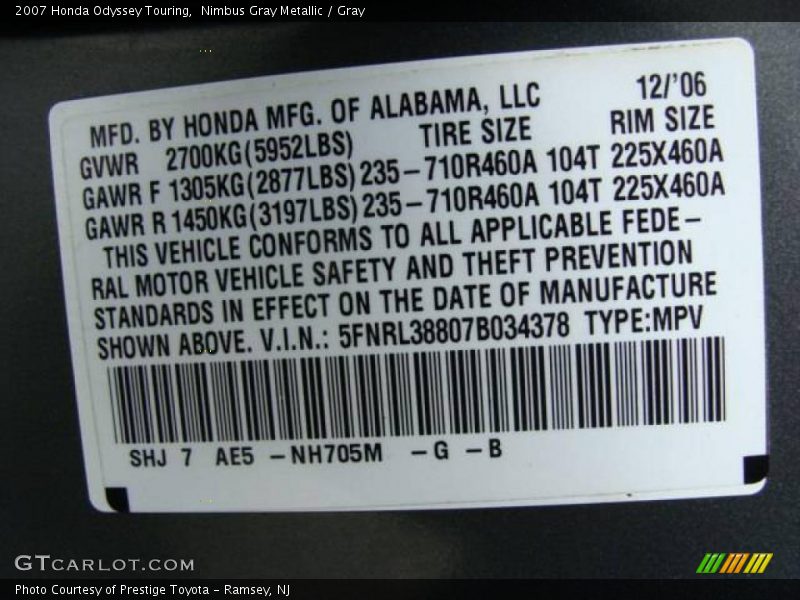 2007 Honda Odyssey Touring, Nimbus Gray Metallic / Gray
MFD. BY HONDA MFG. OF ALABAMA, LLC 12/'06
GVWR 2700KG(5952LBS) TIRE SIZE RIM SIZE
GAWR F 1305KG(2877LBS) 235-710R460A 104T 225X460A
GAWR R 1450KG(3197LBS) 235-710R460A 104T 225X460A
THIS VEHICLE CONFORMS TO ALL APPLICABLE FEDE-
RAL MOTOR VEHICLE SAFETY AND THEFT PREVENTION
STANDARDS IN EFFECT ON THE DATE OF MANUFACTURE
SHOWN ABOVE. V.I.N.: 5FNRL38807B034378 TYPE:MPV
SHJ 7 AE5 -NH705M -G -B
GTCARLOT.COM
Photo Courtesy of Prestige Toyota - Ramsey, NJ